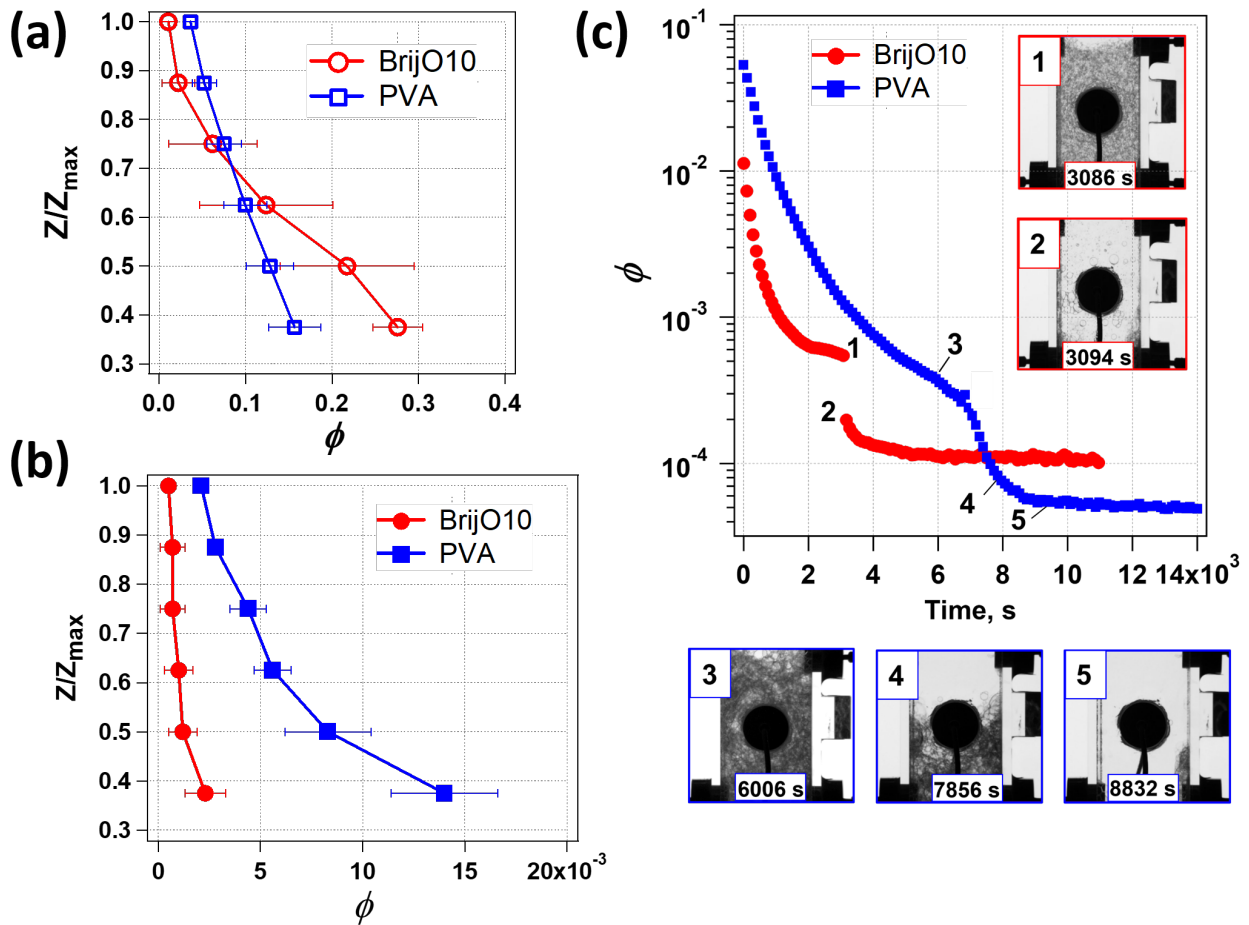 (a)
1.0
0.9
0.8
0.7
0.6
0.5
0.4
0.3
Z/Zmax
BrijO10
PVA
0.0
0.1
0.2
0.3
0.4
ϕ
(b)
1.0
0.9
0.8
0.7
0.6
0.5
0.4
0.3
Z/Zmax
BrijO10
PVA
0
5
10
15
20x10⁻³
ϕ
(c)
10⁻¹
10⁻²
10⁻³
10⁻⁴
ϕ
BrijO10
PVA
1
2
3
4
5
0
2
4
6
8
10
12
14x10³
Time, s
1
3086 s
2
3094 s
3
6006 s
4
7856 s
5
8832 s